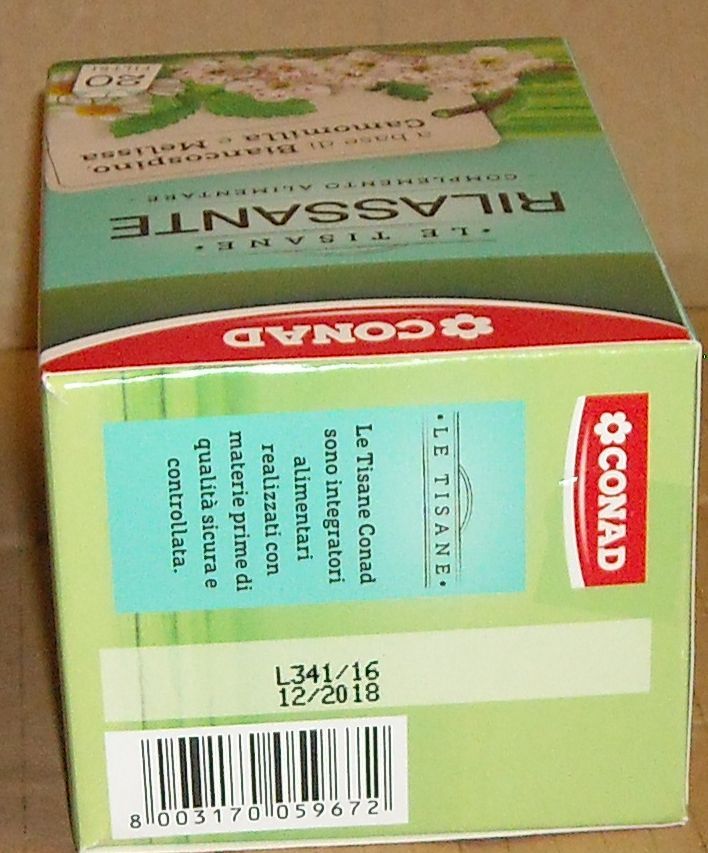 CONAD
· LE TISANE ·
RILASSANTE
· COMPLEMENTO ALIMENTARE ·
a base di Biancospino,
Camomilla e Melissa
20
FILTRI
CONAD
· LE TISANE ·
Le Tisane Conad
sono integratori
alimentari
realizzati con
materie prime di
qualità sicura e
controllata.
L341/16
12/2018
8 003170 059672